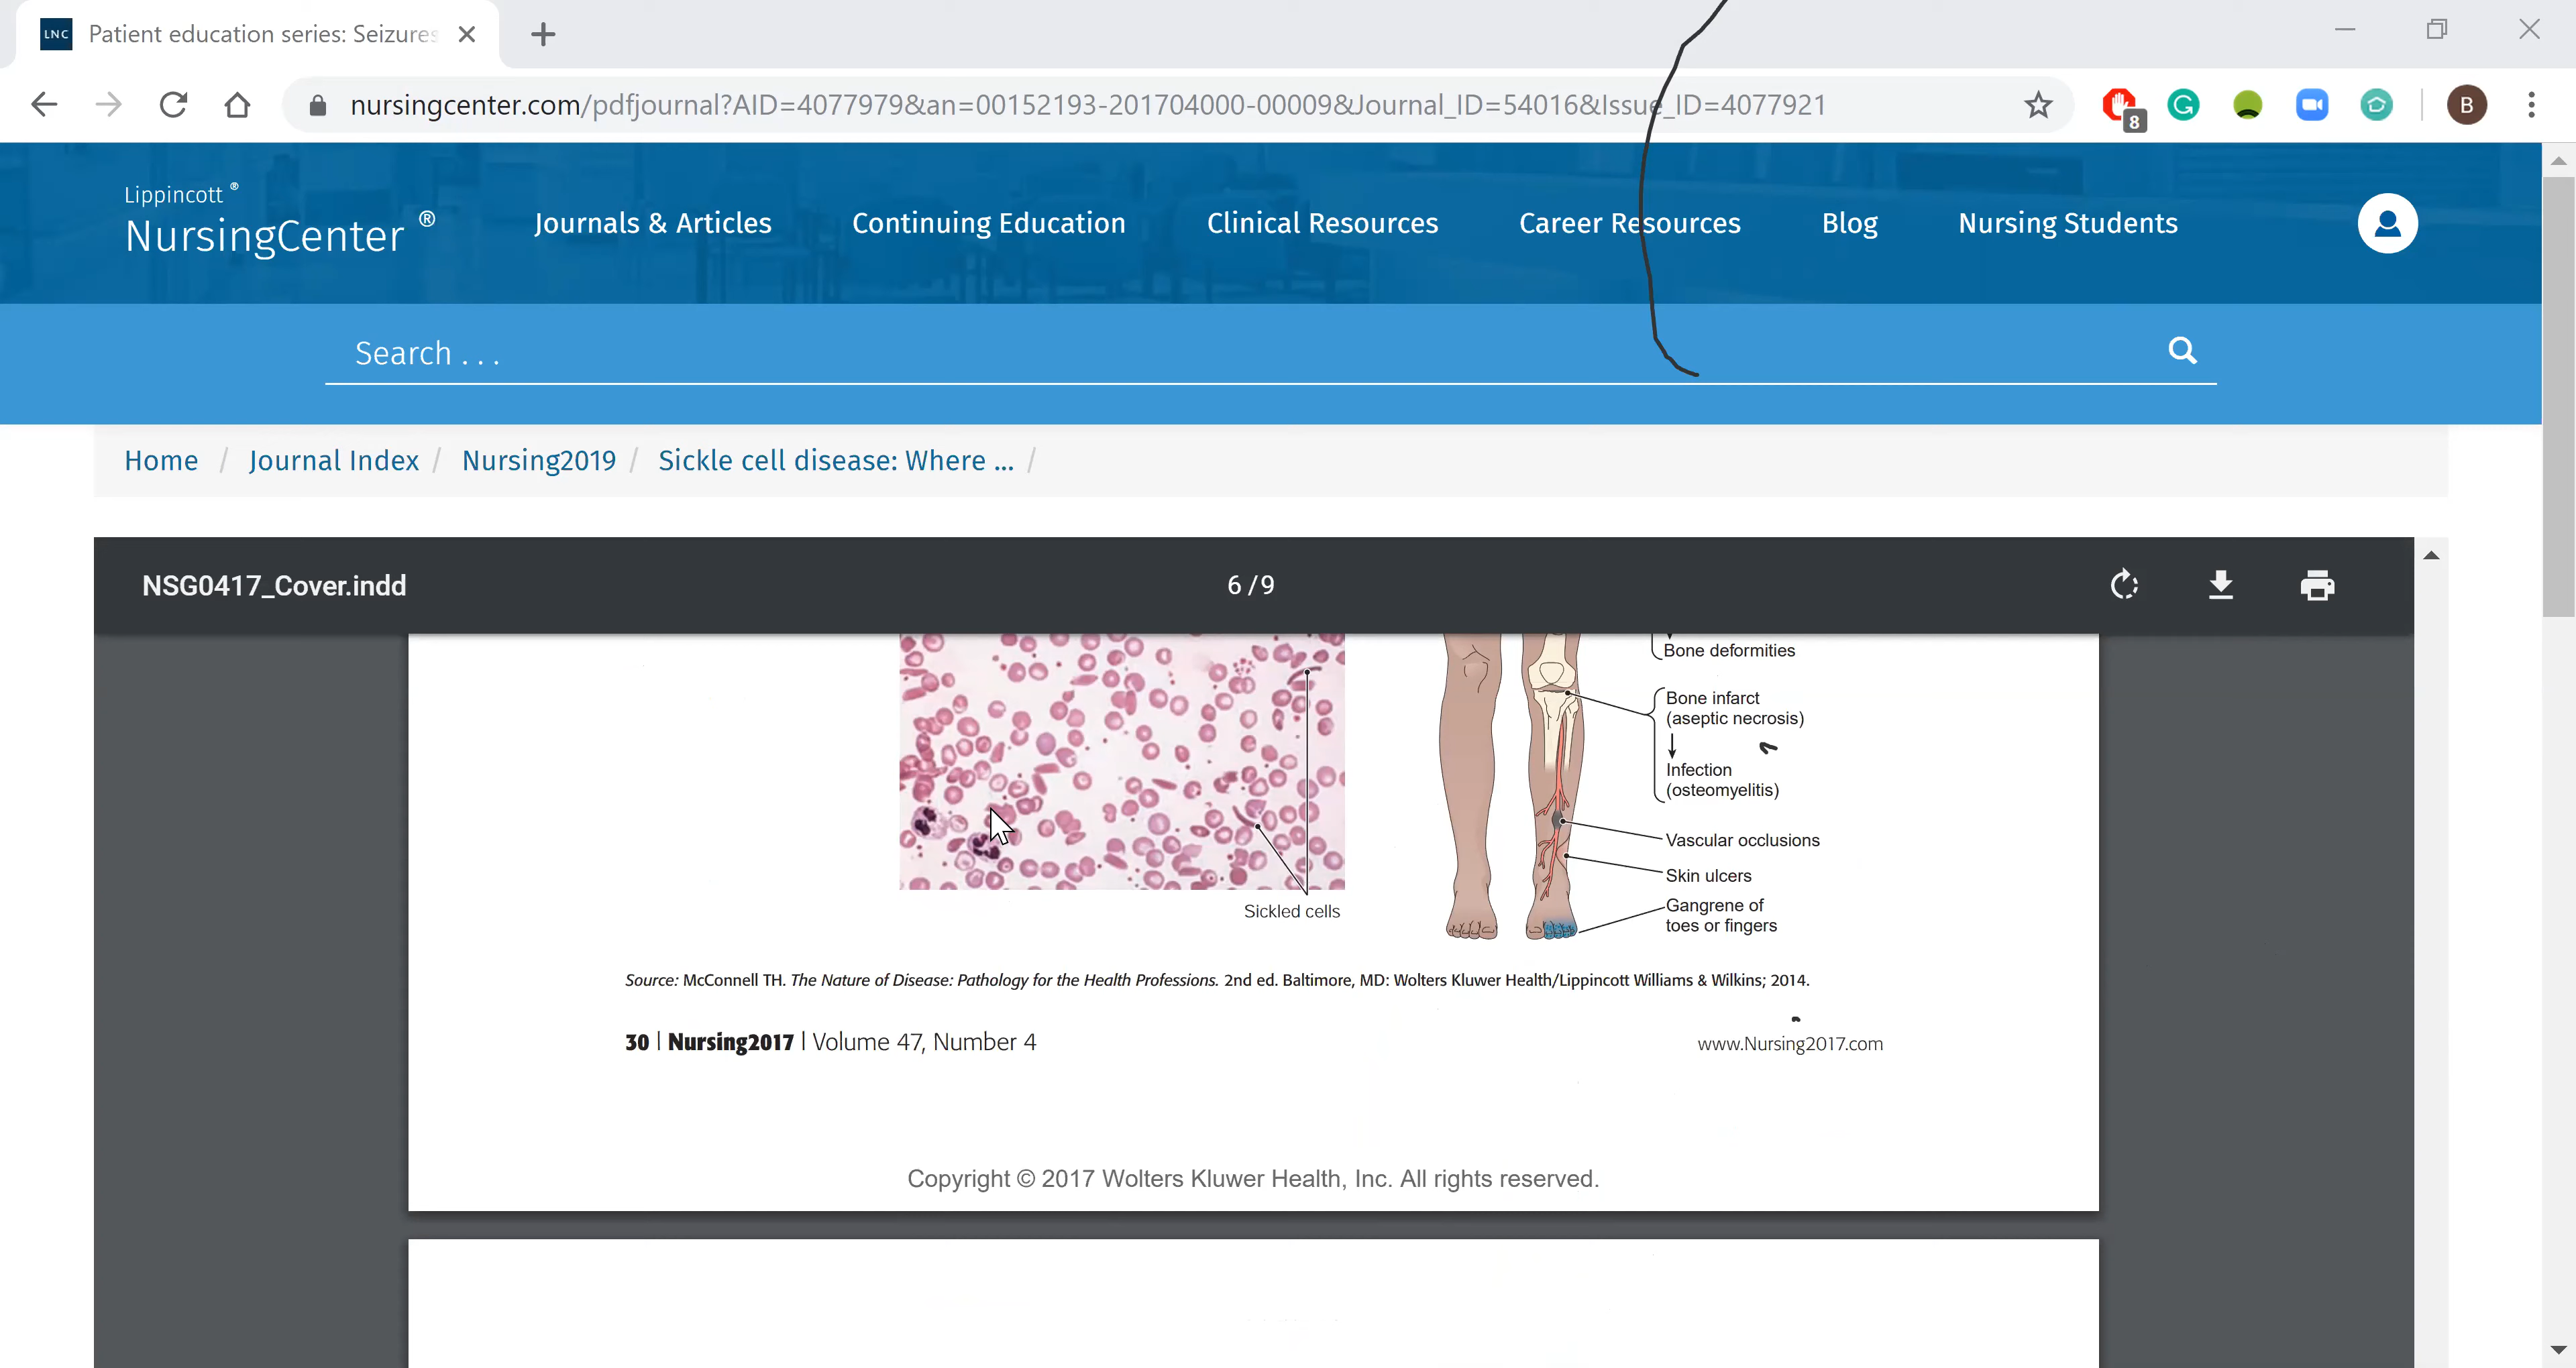 LNC Patient education series: Seizures
nursingcenter.com/pdfjournal?AID=4077979&an=00152193-201704000-00009&Journal_ID=54016&Issue_ID=4077921
8
B
Lippincott ®
NursingCenter ®
Journals & Articles
Continuing Education
Clinical Resources
Career Resources
Blog
Nursing Students
Search . . .
Home / Journal Index / Nursing2019 / Sickle cell disease: Where ... /
NSG0417_Cover.indd
6 / 9
Bone deformities
Bone infarct
(aseptic necrosis)
Infection
(osteomyelitis)
Vascular occlusions
Skin ulcers
Gangrene of
toes or fingers
Sickled cells
Source: McConnell TH. The Nature of Disease: Pathology for the Health Professions. 2nd ed. Baltimore, MD: Wolters Kluwer Health/Lippincott Williams & Wilkins; 2014.
30 | Nursing2017 | Volume 47, Number 4
www.Nursing2017.com
Copyright © 2017 Wolters Kluwer Health, Inc. All rights reserved.